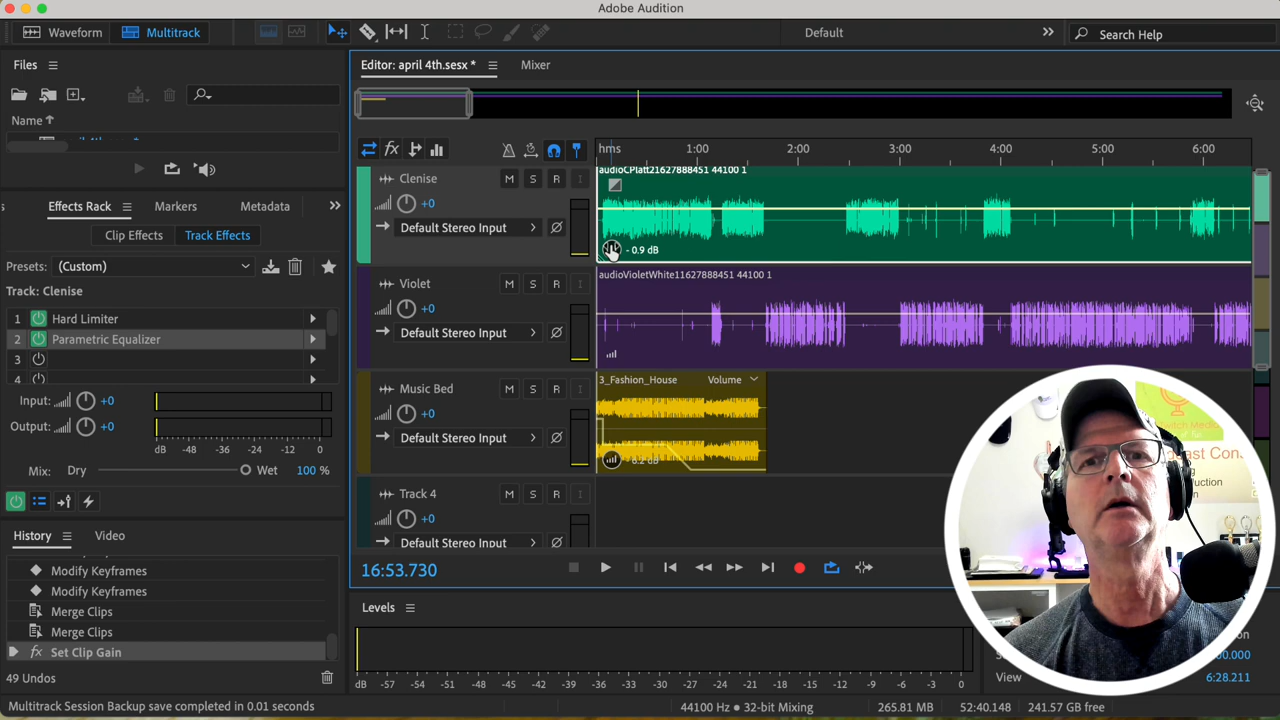 Adobe Audition
Waveform
Multitrack
Default
Search Help
Files
Editor: april 4th.sesx *
Mixer
Name
hms
1:00
2:00
3:00
4:00
5:00
6:00
Effects Rack
Markers
Metadata
Clip Effects
Track Effects
Presets:
(Custom)
Track: Clenise
1
Hard Limiter
2
Parametric Equalizer
3
4
Input:
+0
Output:
+0
dB
-48
-36
-24
-12
0
Mix:
Dry
Wet
100 %
Clenise
M
S
R
I
+0
Default Stereo Input
audioCPlatt21627888451 44100 1
- 0.9 dB
Violet
M
S
R
I
+0
Default Stereo Input
audioVioletWhite11627888451 44100 1
Music Bed
M
S
R
I
+0
Default Stereo Input
3_Fashion_House
Volume
Track 4
M
S
R
I
+0
Default Stereo Input
History
Video
Modify Keyframes
Modify Keyframes
Merge Clips
Merge Clips
Set Clip Gain
49 Undos
16:53.730
Levels
dB
-57
-54
-51
-48
-45
-42
-39
-36
-33
-30
-27
-24
-21
-18
-15
-12
-9
-6
-3
0
View
6:28.211
Multitrack Session Backup save completed in 0.01 seconds
44100 Hz • 32-bit Mixing
265.81 MB
52:40.148
241.57 GB free